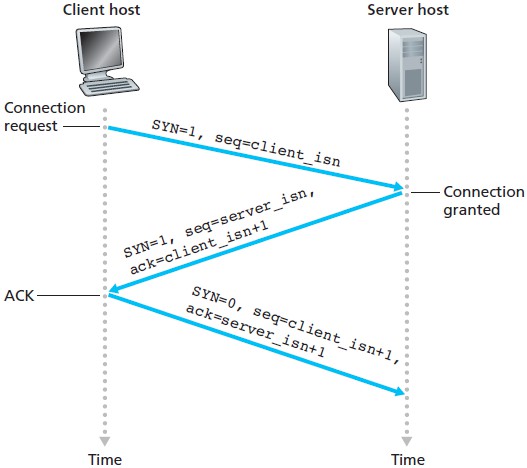 Client host
Server host
Connection
request
SYN=1, seq=client_isn
Connection
granted
SYN=1, seq=server_isn,
ack=client_isn+1
ACK
SYN=0, seq=client_isn+1,
ack=server_isn+1
Time
Time